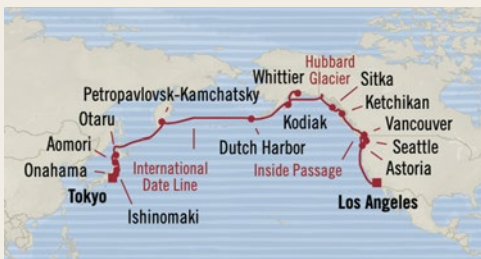 Hubbard
Glacier
Whittier
Sitka
Petropavlovsk-Kamchatsky
Ketchikan
Otaru
Kodiak
Vancouver
Aomori
Dutch Harbor
Seattle
Onahama
International
Date Line
Inside Passage
Astoria
Tokyo
Ishinomaki
Los Angeles